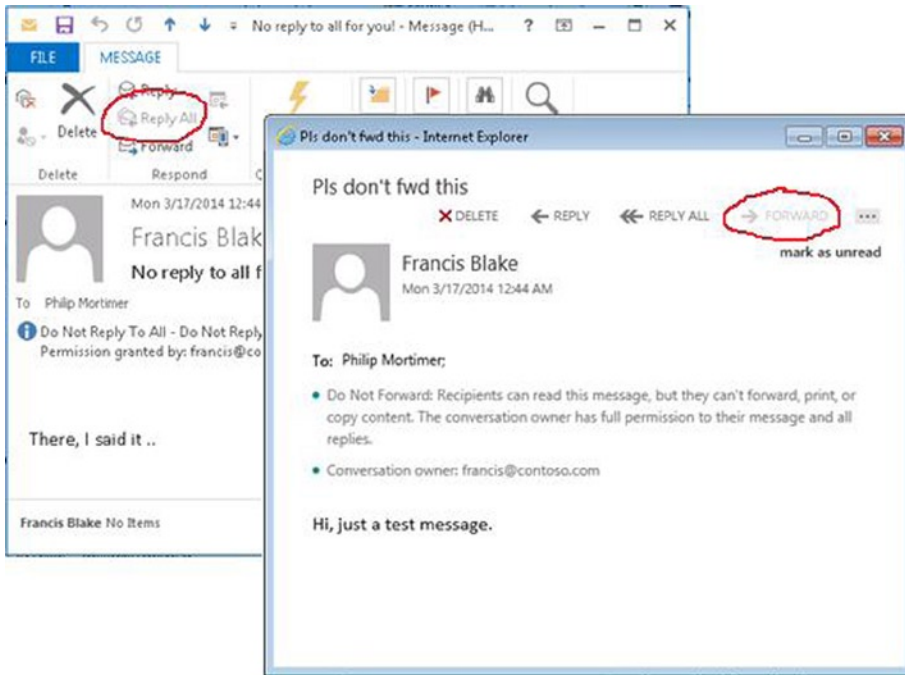 No reply to all for you! - Message (H... ?
FILE MESSAGE
Reply
Reply All
Delete
Forward
Delete Respond
Mon 3/17/2014 12:44
Francis Blak
No reply to all f
To Philip Mortimer
Do Not Reply To All - Do Not Reply
Permission granted by: francis@co
There, I said it ..
Francis Blake No Items
Pls don't fwd this - Internet Explorer
Pls don't fwd this
DELETE REPLY REPLY ALL FORWARD ...
mark as unread
Francis Blake
Mon 3/17/2014 12:44 AM
To: Philip Mortimer;
Do Not Forward: Recipients can read this message, but they can't forward, print, or
copy content. The conversation owner has full permission to their message and all
replies.
Conversation owner: francis@contoso.com
Hi, just a test message.